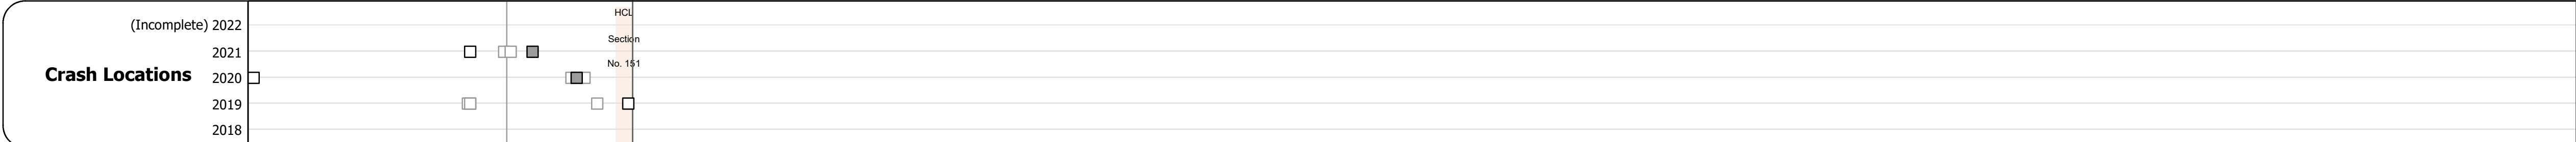 HCL
(Incomplete) 2022
Section
2021
No. 151
Crash Locations
2020
2019
2018